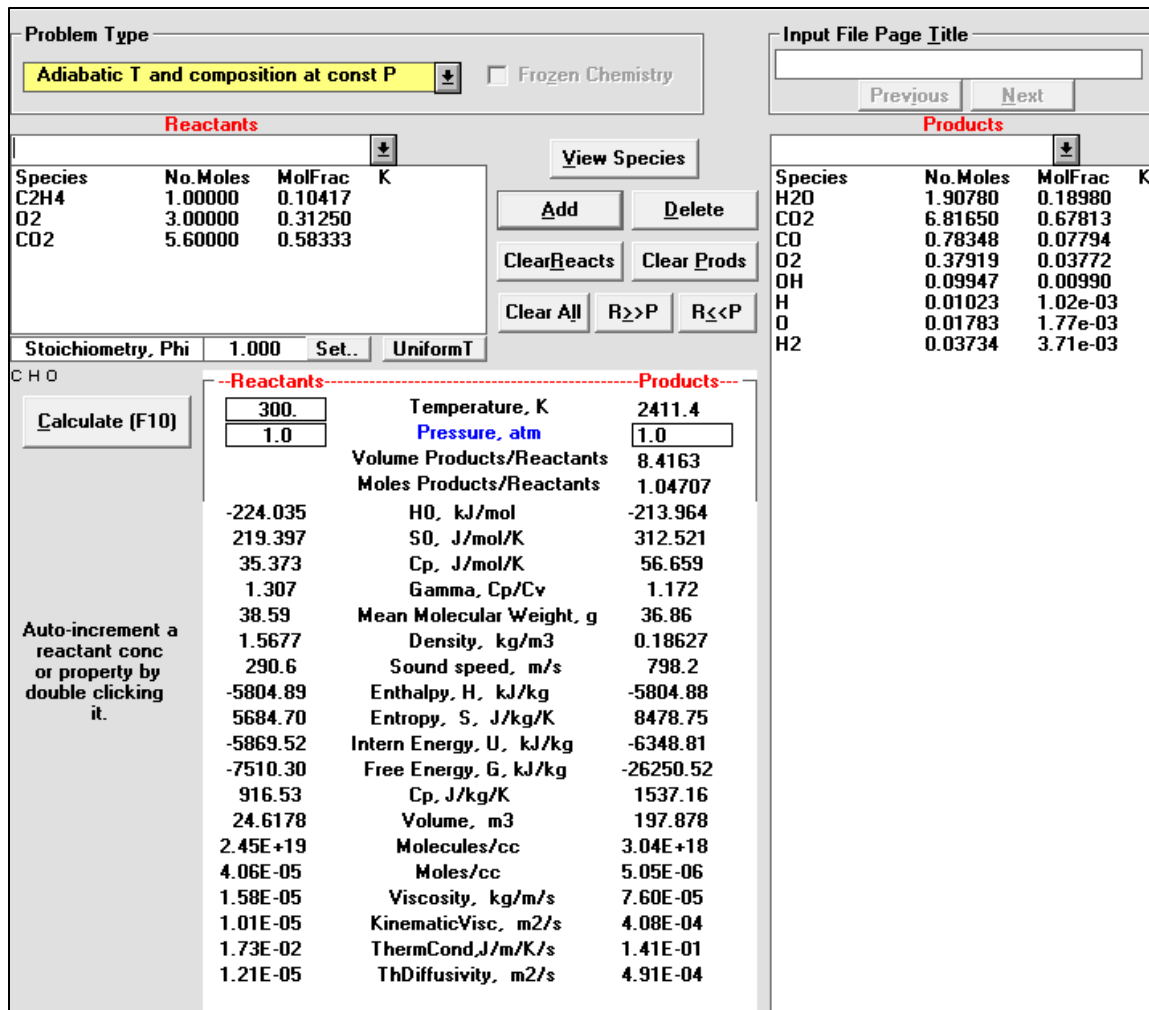 Problem Type
Adiabatic T and composition at const P
Frozen Chemistry
Input File Page Title
Previous Next
Reactants
View Species
Species No.Moles MolFrac K
C2H4 1.00000 0.10417
O2 3.00000 0.31250
CO2 5.60000 0.58333
Add Delete
ClearReacts Clear Prods
Clear All R>>P R<<P
Products
Species No.Moles MolFrac K
H2O 1.90780 0.18980
CO2 6.81650 0.67813
CO 0.78348 0.07794
O2 0.37919 0.03772
OH 0.09947 0.00990
H 0.01023 1.02e-03
O 0.01783 1.77e-03
H2 0.03734 3.71e-03
Stoichiometry, Phi 1.000 Set.. UniformT
C H O
Calculate (F10)
--Reactants-----------------------------------------------Products---
300. Temperature, K 2411.4
1.0 Pressure, atm 1.0
Volume Products/Reactants 8.4163
Moles Products/Reactants 1.04707
-224.035 H0, kJ/mol -213.964
219.397 S0, J/mol/K 312.521
35.373 Cp, J/mol/K 56.659
1.307 Gamma, Cp/Cv 1.172
38.59 Mean Molecular Weight, g 36.86
1.5677 Density, kg/m3 0.18627
290.6 Sound speed, m/s 798.2
-5804.89 Enthalpy, H, kJ/kg -5804.88
5684.70 Entropy, S, J/kg/K 8478.75
-5869.52 Intern Energy, U, kJ/kg -6348.81
-7510.30 Free Energy, G, kJ/kg -26250.52
916.53 Cp, J/kg/K 1537.16
24.6178 Volume, m3 197.878
2.45E+19 Molecules/cc 3.04E+18
4.06E-05 Moles/cc 5.05E-06
1.58E-05 Viscosity, kg/m/s 7.60E-05
1.01E-05 KinematicVisc, m2/s 4.08E-04
1.73E-02 ThermCond,J/m/K/s 1.41E-01
1.21E-05 ThDiffusivity, m2/s 4.91E-04
Auto-increment a
reactant conc
or property by
double clicking
it.